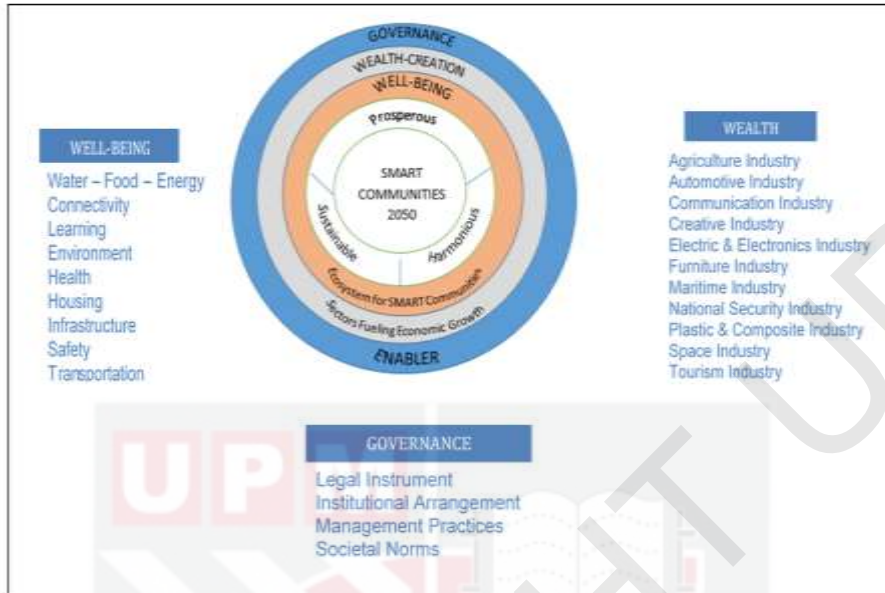 GOVERNANCE
WEALTH-CREATION
WELL-BEING
Prosperous
SMART
COMMUNITIES
2050
Sustainable
Harmonious
Ecosystem for SMART Communities
Sectors Fueling Economic Growth
ENABLER
WELL-BEING
Water – Food – Energy
Connectivity
Learning
Environment
Health
Housing
Infrastructure
Safety
Transportation
WEALTH
Agriculture Industry
Automotive Industry
Communication Industry
Creative Industry
Electric & Electronics Industry
Furniture Industry
Maritime Industry
National Security Industry
Plastic & Composite Industry
Space Industry
Tourism Industry
GOVERNANCE
Legal Instrument
Institutional Arrangement
Management Practices
Societal Norms
UPM